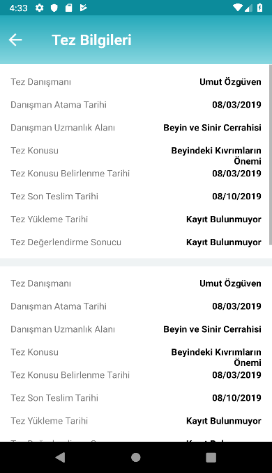 4:33
Tez Bilgileri
Tez Danışmanı Umut Özgüven
Danışman Atama Tarihi 08/03/2019
Danışman Uzmanlık Alanı Beyin ve Sinir Cerrahisi
Tez Konusu Beyindeki Kıvrımların
Önemi
Tez Konusu Belirlenme Tarihi 08/03/2019
Tez Son Teslim Tarihi 08/10/2019
Tez Yükleme Tarihi Kayıt Bulunmuyor
Tez Değerlendirme Sonucu Kayıt Bulunmuyor
Tez Danışmanı Umut Özgüven
Danışman Atama Tarihi 08/03/2019
Danışman Uzmanlık Alanı Beyin ve Sinir Cerrahisi
Tez Konusu Beyindeki Kıvrımların
Önemi
Tez Konusu Belirlenme Tarihi 08/03/2019
Tez Son Teslim Tarihi 08/10/2019
Tez Yükleme Tarihi Kayıt Bulunmuyor